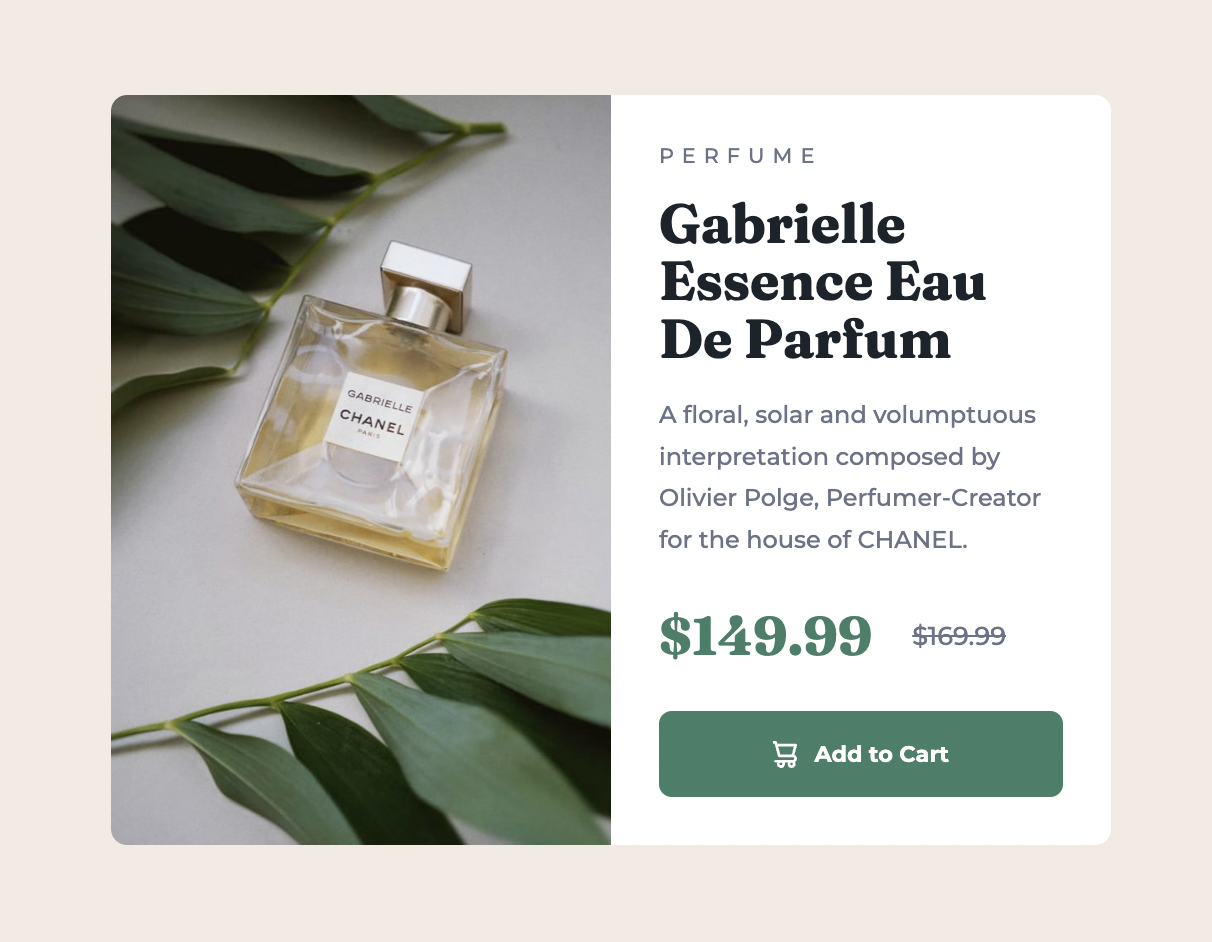 GABRIELLE
CHANEL
PARIS
PERFUME
Gabrielle
Essence Eau
De Parfum
A floral, solar and volumptuous
interpretation composed by
Olivier Polge, Perfumer-Creator
for the house of CHANEL.
$149.99 $169.99
Add to Cart